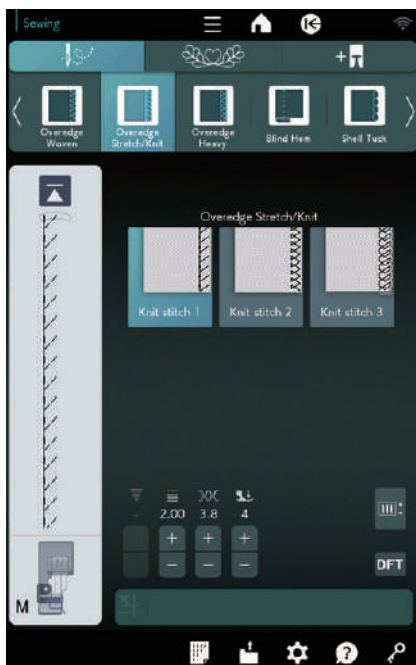 Sewing
Overedge
Woven
Overedge
Stretch/Knit
Overedge
Heavy
Blind Hem
Shell Tuck
Overedge Stretch/Knit
Knit stitch 1
Knit stitch 2
Knit stitch 3
- 2.00 3.8 4
+ + +
- - -
DFT
M